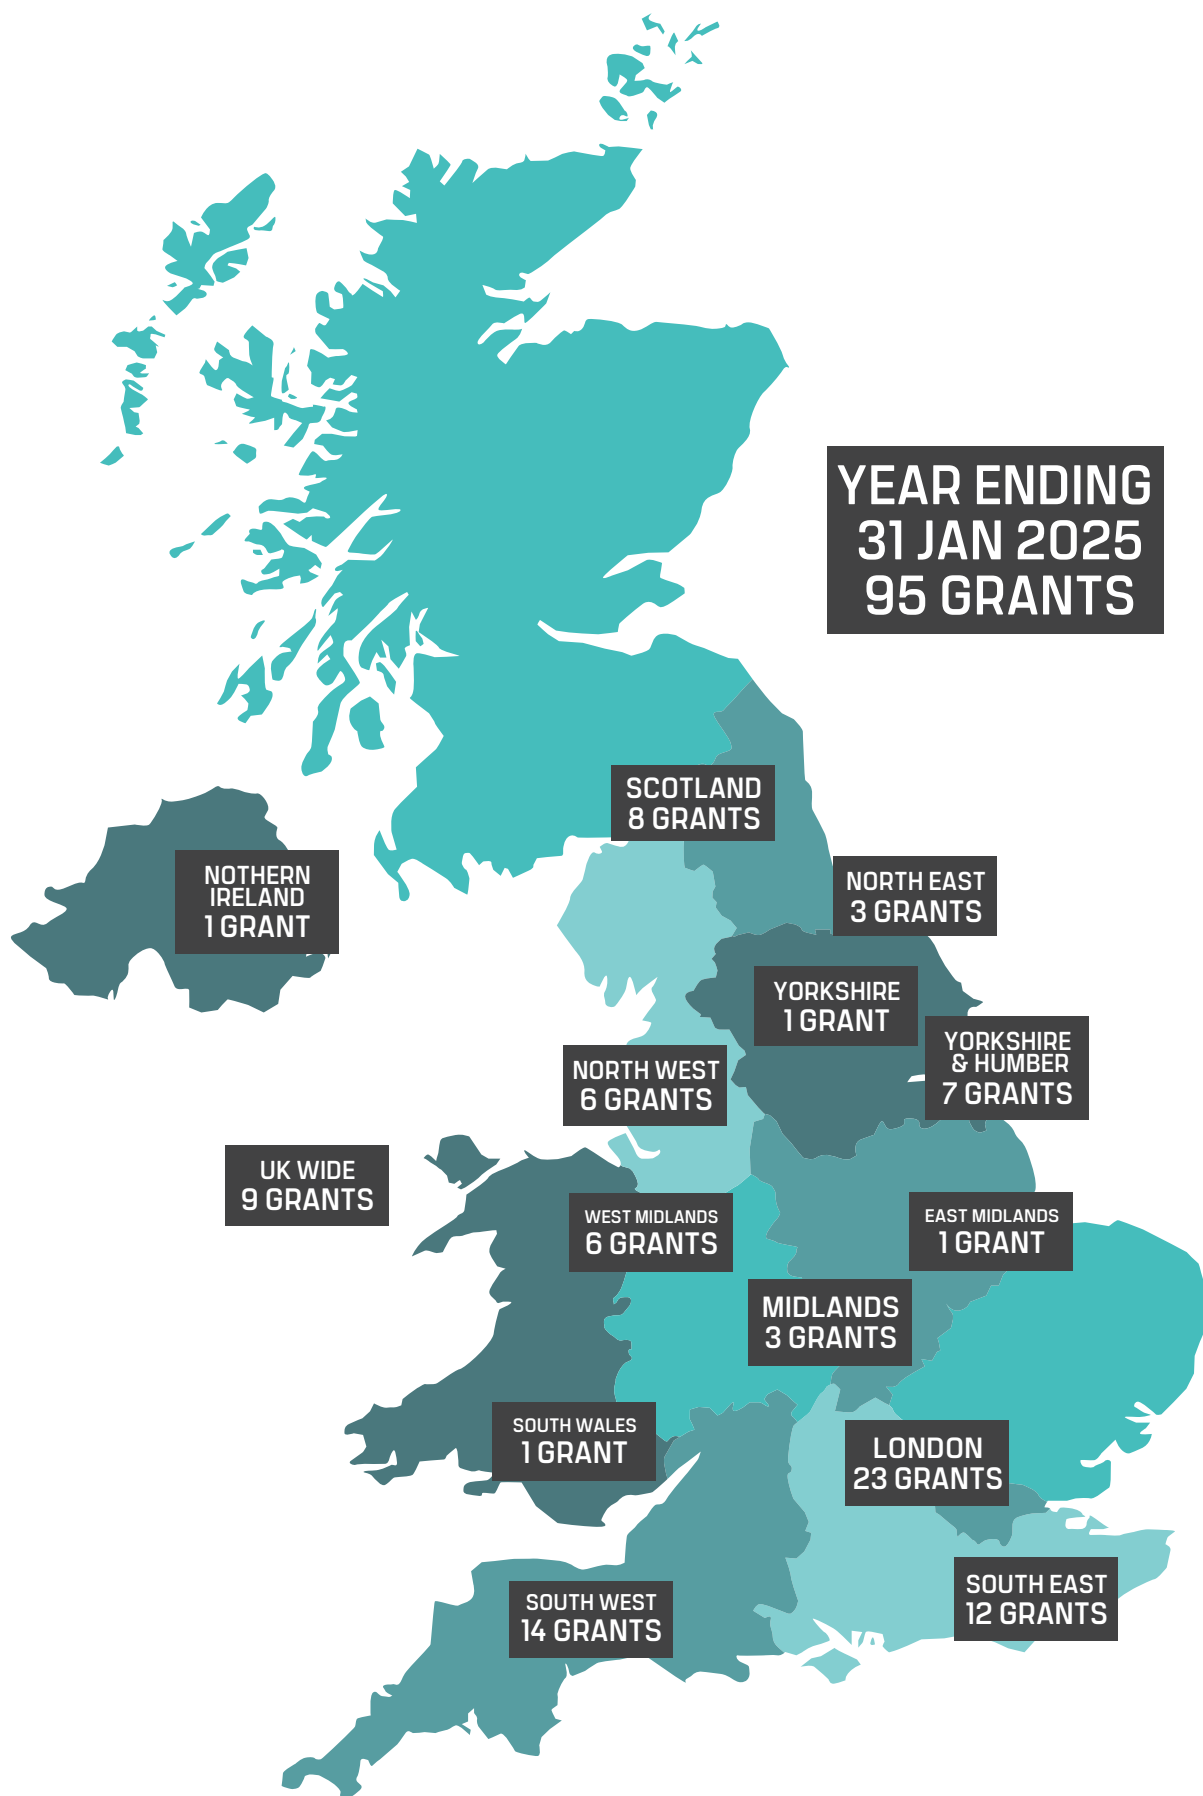 YEAR ENDING
31 JAN 2025
95 GRANTS
SCOTLAND
8 GRANTS
NOTHERN
IRELAND
1 GRANT
NORTH EAST
3 GRANTS
YORKSHIRE
1 GRANT
YORKSHIRE
& HUMBER
7 GRANTS
NORTH WEST
6 GRANTS
UK WIDE
9 GRANTS
WEST MIDLANDS
6 GRANTS
EAST MIDLANDS
1 GRANT
MIDLANDS
3 GRANTS
SOUTH WALES
1 GRANT
LONDON
23 GRANTS
SOUTH EAST
12 GRANTS
SOUTH WEST
14 GRANTS